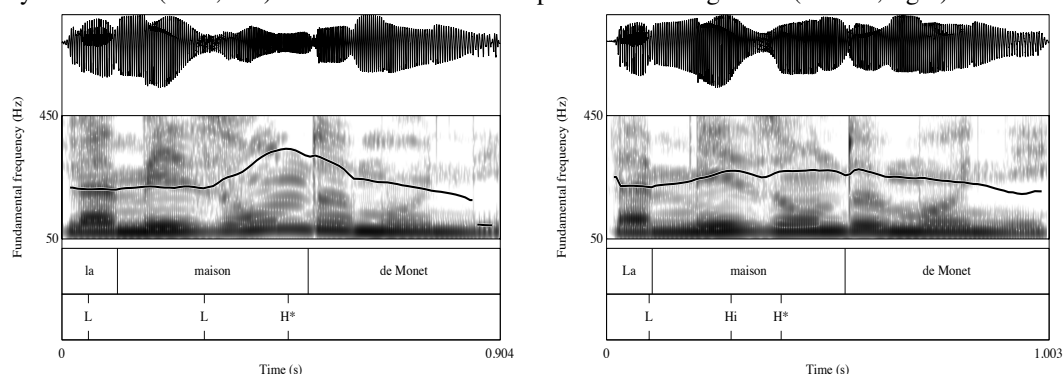 450
Fundamental frequency (Hz)
50
la maison de Monet
L L H*
0 0.904
Time (s)
450
Fundamental frequency (Hz)
50
La maison de Monet
L Hi H*
0 1.003
Time (s)